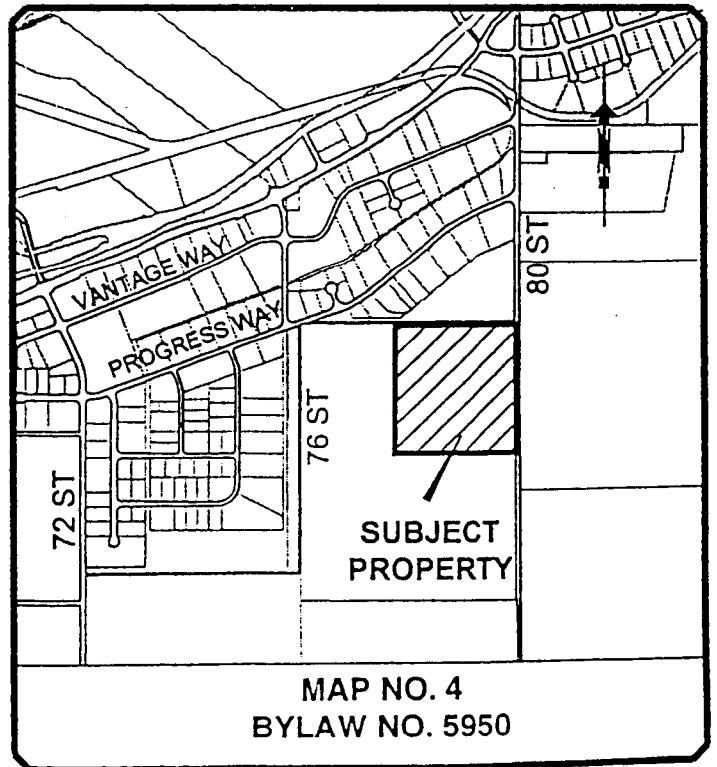 VANTAGE WAY
PROGRESS WAY
80 ST
76 ST
72 ST
SUBJECT
PROPERTY
MAP NO. 4
BYLAW NO. 5950